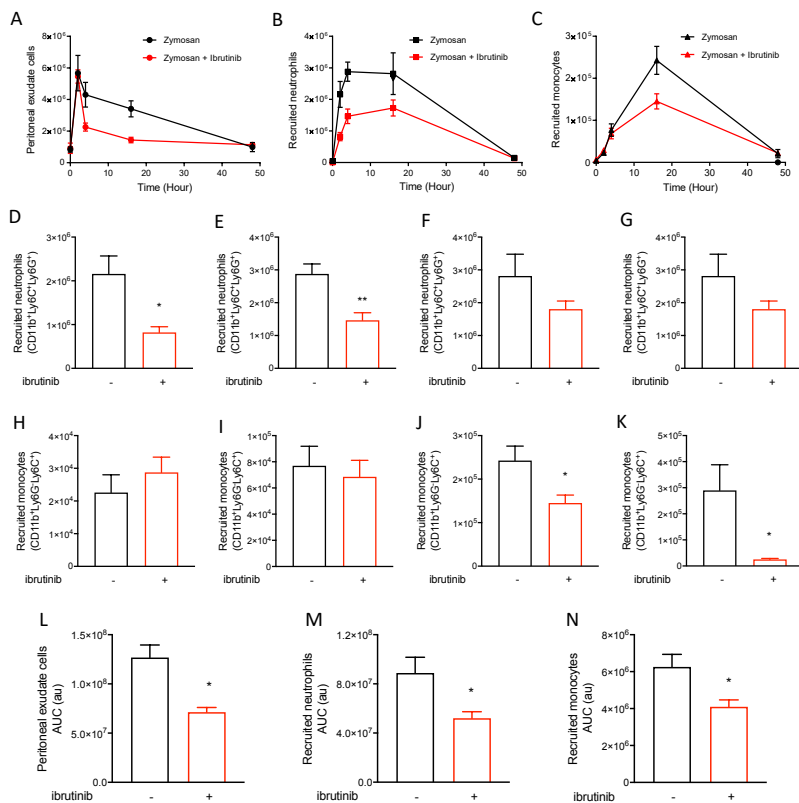 A
Peritoneal exudate cells
8×10⁶
6×10⁶
4×10⁶
2×10⁶
0
0 10 20 30 40 50
Time (Hour)
Zymosan
Zymosan + Ibrutinib
B
Recruited neutrophils
4×10⁶
3×10⁶
2×10⁶
1×10⁶
0
0 10 20 30 40 50
Time (Hour)
Zymosan
Zymosan + Ibrutinib
C
Recruited monocytes
3×10⁵
2×10⁵
1×10⁵
0
0 10 20 30 40 50
Time (Hour)
Zymosan
Zymosan + Ibrutinib
D
Recruited neutrophils
(CD11b⁺Ly6C⁺Ly6G⁺)
3×10⁶
2×10⁶
1×10⁶
0
*
ibrutinib - +
E
Recruited neutrophils
(CD11b⁺Ly6C⁺Ly6G⁺)
4×10⁶
3×10⁶
2×10⁶
1×10⁶
0
**
ibrutinib - +
F
Recruited neutrophils
(CD11b⁺Ly6C⁺Ly6G⁺)
4×10⁶
3×10⁶
2×10⁶
1×10⁶
0
ibrutinib - +
G
Recruited neutrophils
(CD11b⁺Ly6C⁺Ly6G⁺)
4×10⁶
3×10⁶
2×10⁶
1×10⁶
0
ibrutinib - +
H
Recruited monocytes
(CD11b⁺Ly6G⁻Ly6C⁺)
4×10⁴
3×10⁴
2×10⁴
0
ibrutinib - +
I
Recruited monocytes
(CD11b⁺Ly6G⁻Ly6C⁺)
1×10⁵
8×10⁴
6×10⁴
4×10⁴
2×10⁴
0
ibrutinib - +
J
Recruited monocytes
(CD11b⁺Ly6G⁻Ly6C⁺)
3×10⁵
2×10⁵
1×10⁵
0
*
ibrutinib - +
K
Recruited monocytes
(CD11b⁺Ly6G⁻Ly6C⁺)
5×10⁵
4×10⁵
3×10⁵
2×10⁵
1×10⁵
0
*
ibrutinib - +
L
Peritoneal exudate cells
AUC (au)
1.5×10⁸
1.0×10⁸
5.0×10⁷
0.0
*
ibrutinib - +
M
Recruited neutrophils
AUC (au)
1.2×10⁸
8.0×10⁷
4.0×10⁷
0.0
*
ibrutinib - +
N
Recruited monocytes
AUC (au)
8×10⁶
6×10⁶
4×10⁶
2×10⁶
0
*
ibrutinib - +